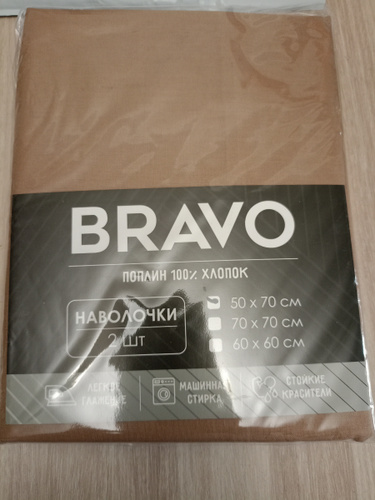 BRAVO
ПОПЛИН 100% ХЛОПОК
НАВОЛОЧКИ
2 ШТ
50 х 70 СМ
70 х 70 СМ
60 х 60 СМ
ЛЕГКОЕ
ГЛАЖЕНИЕ
МАШИННАЯ
СТИРКА
СТОЙКИЕ
КРАСИТЕЛИ